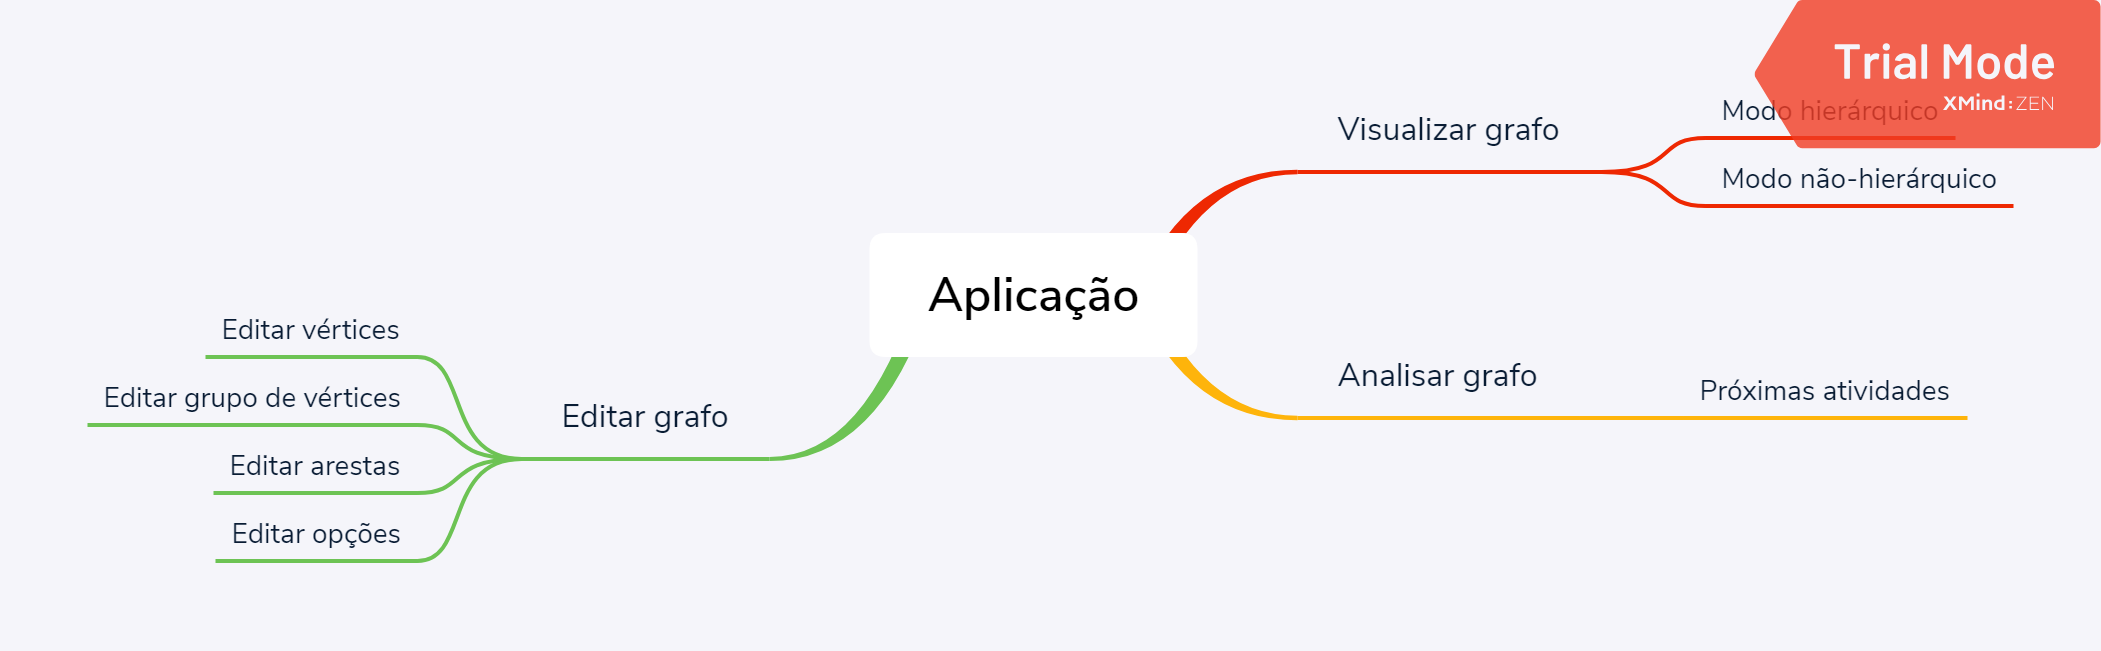 Trial Mode
XMind:ZEN
Aplicação
Visualizar grafo
Modo hierárquico
Modo não-hierárquico
Analisar grafo
Próximas atividades
Editar grafo
Editar vértices
Editar grupo de vértices
Editar arestas
Editar opções